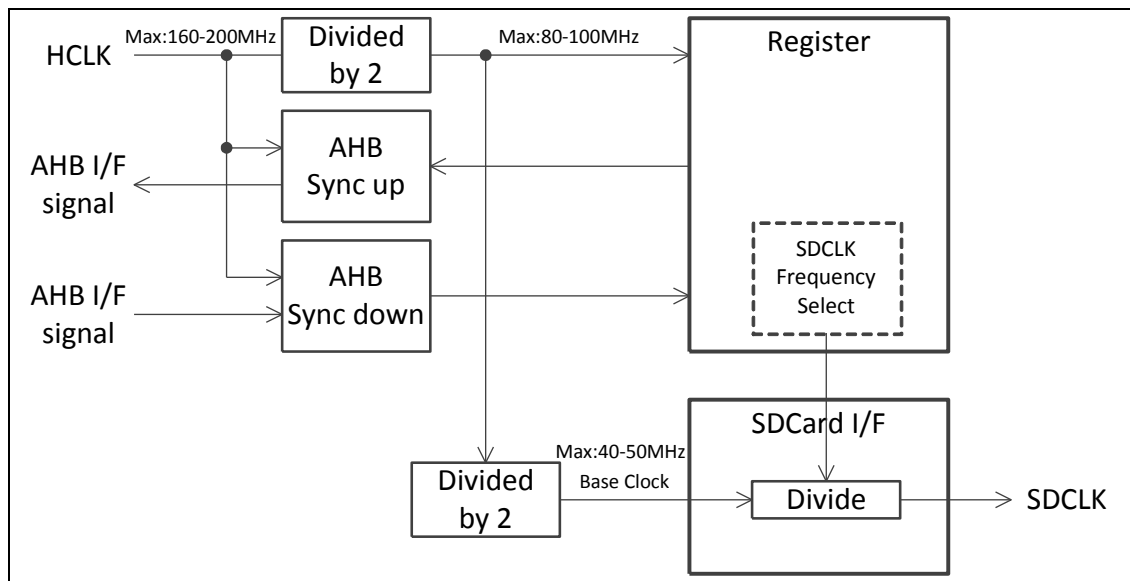 HCLK
Max:160-200MHz
Divided
by 2
Max:80-100MHz
Register
AHB I/F
signal
AHB
Sync up
AHB I/F
signal
AHB
Sync down
SDCLK
Frequency
Select
Divided
by 2
Max:40-50MHz
Base Clock
SDCard I/F
Divide
SDCLK